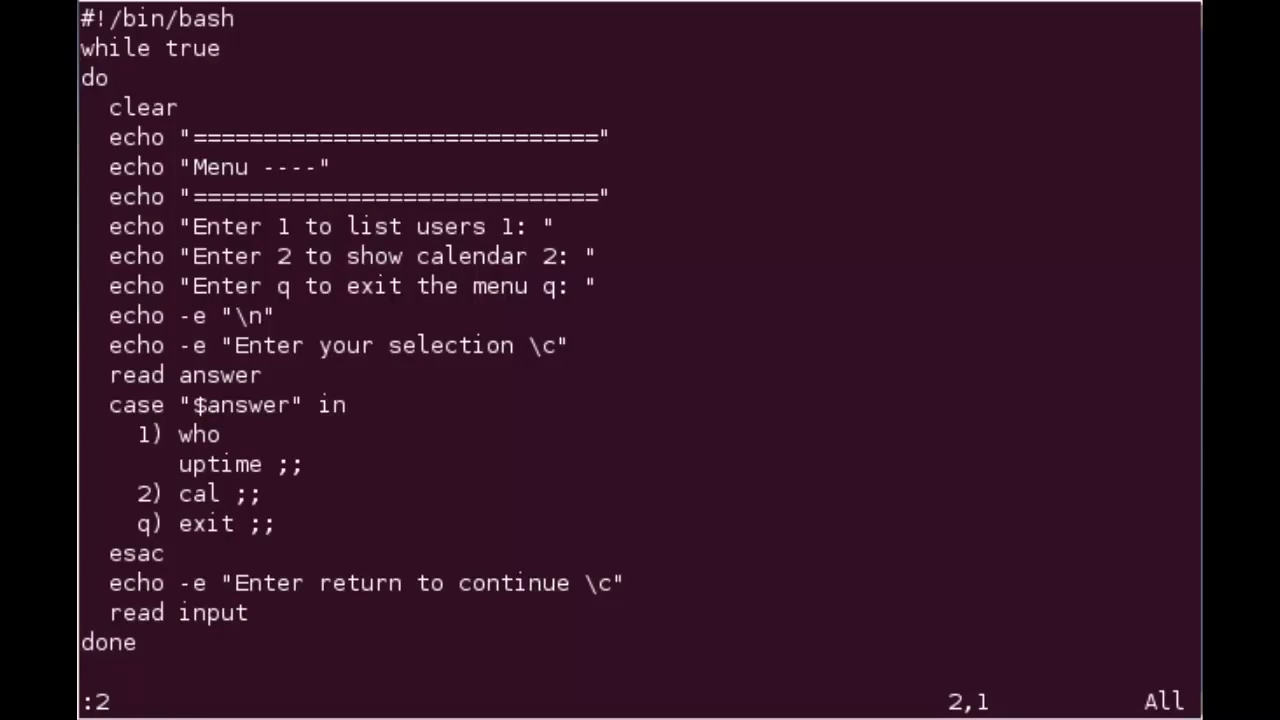 #!/bin/bash
while true
do
  clear
  echo "============================="
  echo "Menu ----"
  echo "============================="
  echo "Enter 1 to list users 1: "
  echo "Enter 2 to show calendar 2: "
  echo "Enter q to exit the menu q: "
  echo -e "\n"
  echo -e "Enter your selection \c"
  read answer
  case "$answer" in
    1) who
       uptime ;;
    2) cal ;;
    q) exit ;;
  esac
  echo -e "Enter return to continue \c"
  read input
done
:2 2,1 All